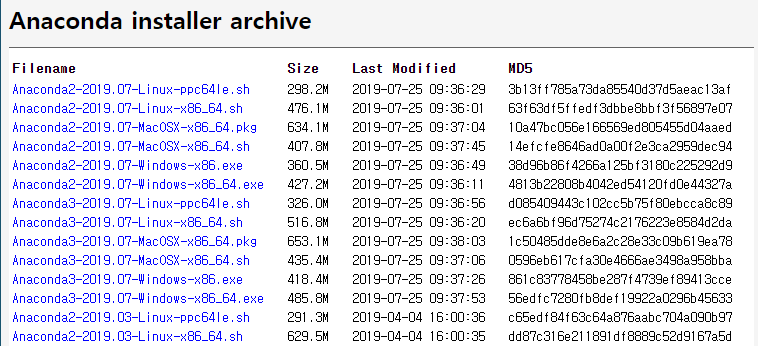 Anaconda installer archive
Filename Size Last Modified MD5
Anaconda2-2019.07-Linux-ppc64le.sh 298.2M 2019-07-25 09:36:29 3b13ff785a73da85540d37d5aeac13af
Anaconda2-2019.07-Linux-x86_64.sh 476.1M 2019-07-25 09:36:01 63f63df5ffedf3dbbe8bbf3f56897e07
Anaconda2-2019.07-MacOSX-x86_64.pkg 634.1M 2019-07-25 09:37:04 10a47bc056e166569ed805455d04aaed
Anaconda2-2019.07-MacOSX-x86_64.sh 407.8M 2019-07-25 09:37:45 14efcfe8646ad0a00f2e3ca2959dec94
Anaconda2-2019.07-Windows-x86.exe 360.5M 2019-07-25 09:36:49 38d96b86f4266a125bf3180c225292d9
Anaconda2-2019.07-Windows-x86_64.exe 427.2M 2019-07-25 09:36:11 4813b22808b4042ed54120fd0e44327a
Anaconda3-2019.07-Linux-ppc64le.sh 326.0M 2019-07-25 09:36:56 d085409443c102cc5b75f80ebcca8c89
Anaconda3-2019.07-Linux-x86_64.sh 516.8M 2019-07-25 09:36:20 ec6a6bf96d75274c2176223e8584d2da
Anaconda3-2019.07-MacOSX-x86_64.pkg 653.1M 2019-07-25 09:38:03 1c50485dde8e6a2c28e33c09b619ea78
Anaconda3-2019.07-MacOSX-x86_64.sh 435.4M 2019-07-25 09:37:06 0596eb617cfa30e4666ae3498a958bba
Anaconda3-2019.07-Windows-x86.exe 418.4M 2019-07-25 09:37:26 861c83778458be287f4739ef89413cce
Anaconda3-2019.07-Windows-x86_64.exe 485.8M 2019-07-25 09:37:53 56edfc7280fb8def19922a0296b45633
Anaconda2-2019.03-Linux-ppc64le.sh 291.3M 2019-04-04 16:00:36 c65edf84f63c64a876aabc704a090b97
Anaconda2-2019.03-Linux-x86_64.sh 629.5M 2019-04-04 16:00:35 dd87c316e211891df8889c52d9167a5d